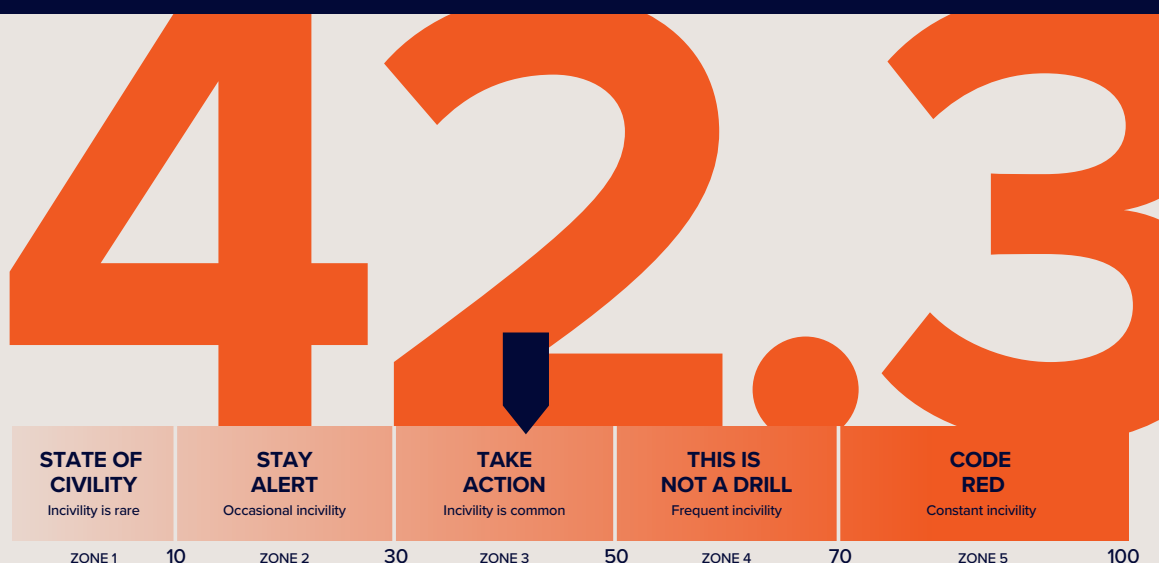 42.3
STATE OF
CIVILITY
Incivility is rare
STAY
ALERT
Occasional incivility
TAKE
ACTION
Incivility is common
THIS IS
NOT A DRILL
Frequent incivility
CODE
RED
Constant incivility
ZONE 1 10 ZONE 2 30 ZONE 3 50 ZONE 4 70 ZONE 5 100